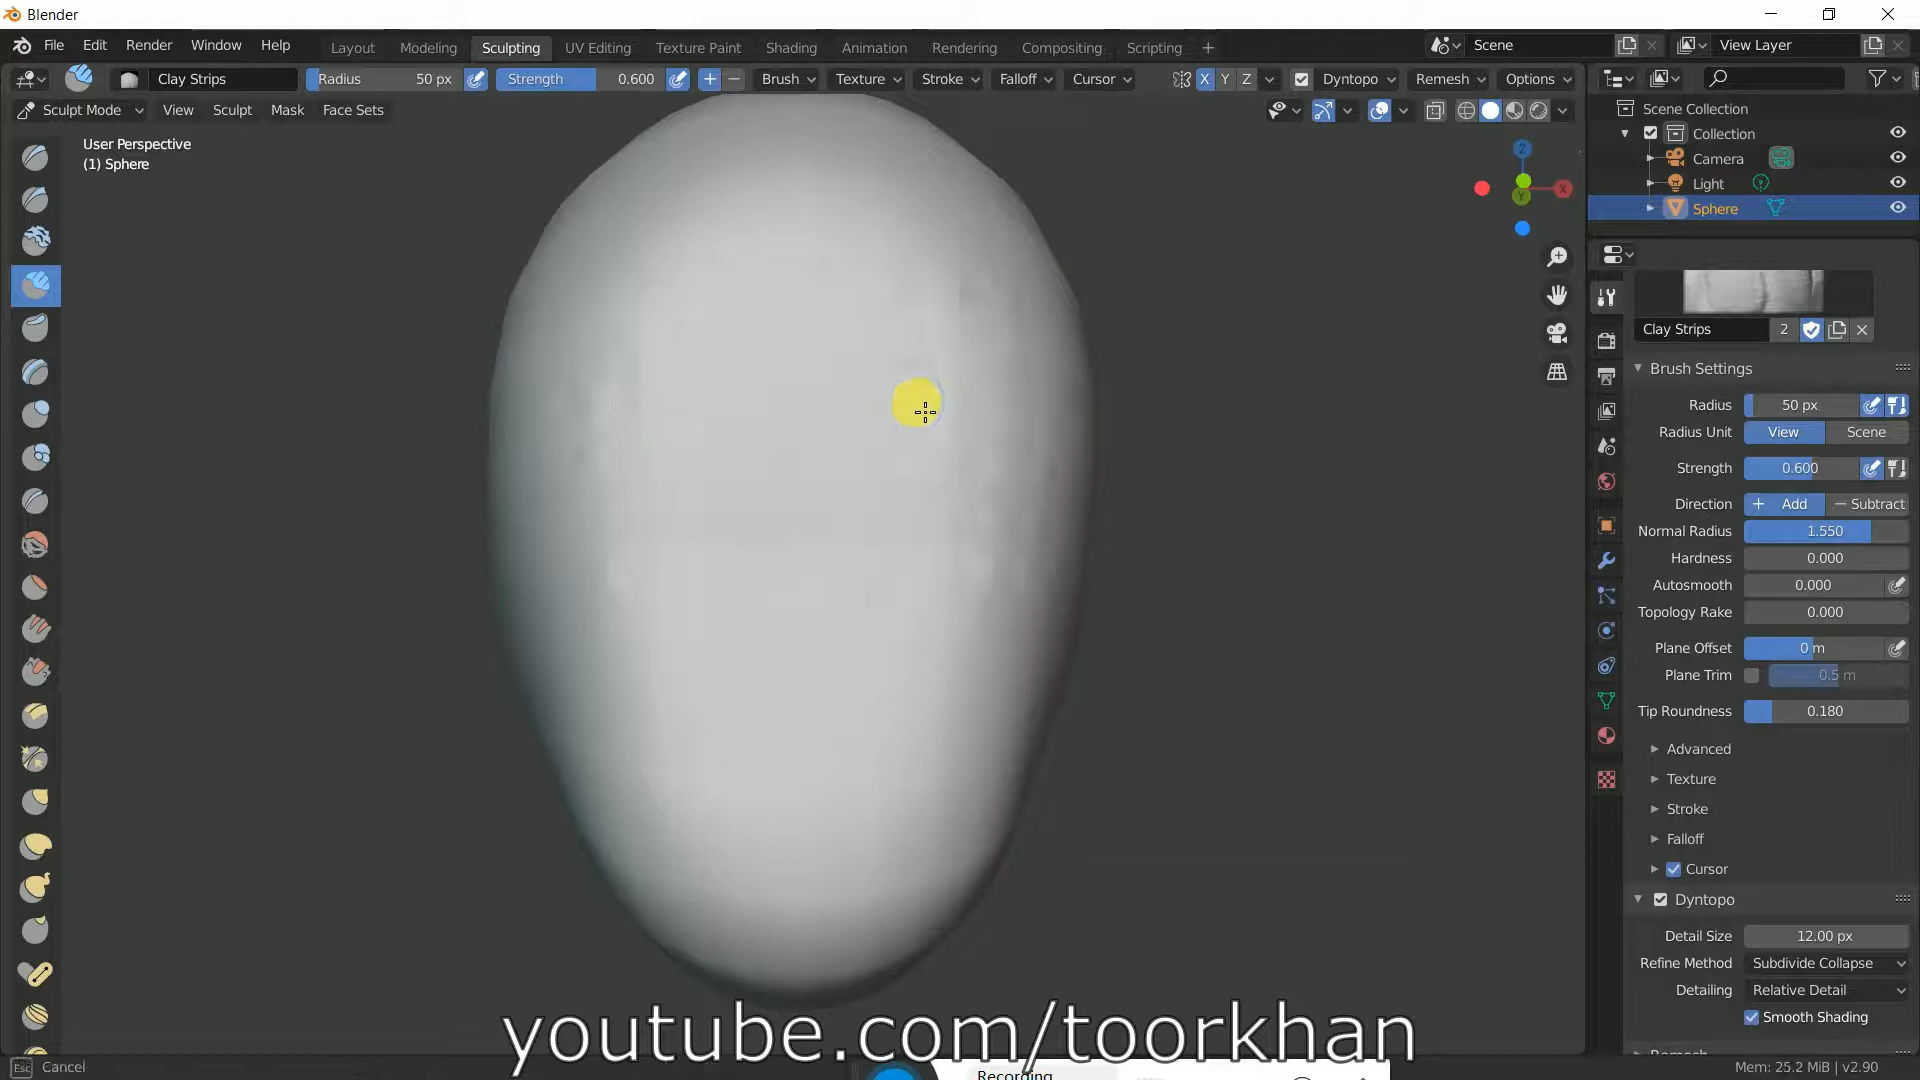 Blender
File Edit Render Window Help Layout Modeling Sculpting UV Editing Texture Paint Shading Animation Rendering Compositing Scripting + Scene View Layer
Clay Strips Radius 50 px Strength 0.600 + − Brush Texture Stroke Falloff Cursor X Y Z Dyntopo Remesh Options
Sculpt Mode View Sculpt Mask Face Sets
User Perspective
(1) Sphere
Z
X
Y
Scene Collection
Collection
Camera
Light
Sphere
Clay Strips 2
Brush Settings
Radius 50 px
Radius Unit View Scene
Strength 0.600
Direction + Add − Subtract
Normal Radius 1.550
Hardness 0.000
Autosmooth 0.000
Topology Rake 0.000
Plane Offset 0 m
Plane Trim 0.5 m
Tip Roundness 0.180
Advanced
Texture
Stroke
Falloff
Cursor
Dyntopo
Detail Size 12.00 px
Refine Method Subdivide Collapse
Detailing Relative Detail
Smooth Shading
Remesh
youtube.com/toorkhan
Esc Cancel
Recording
Mem: 25.2 MiB | v2.90